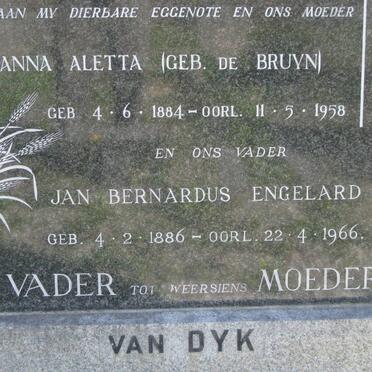 AAN MY DIERBARE EGGENOTE EN ONS MOEDER
ANNA ALETTA (GEB. DE BRUYN)
GEB 4·6·1884-OORL. 11·5·1958
EN ONS VADER
JAN BERNARDUS ENGELARD
GEB. 4·2·1886-OORL. 22·4·1966.
VADER TOT WEERSIENS MOEDER
VAN DYK